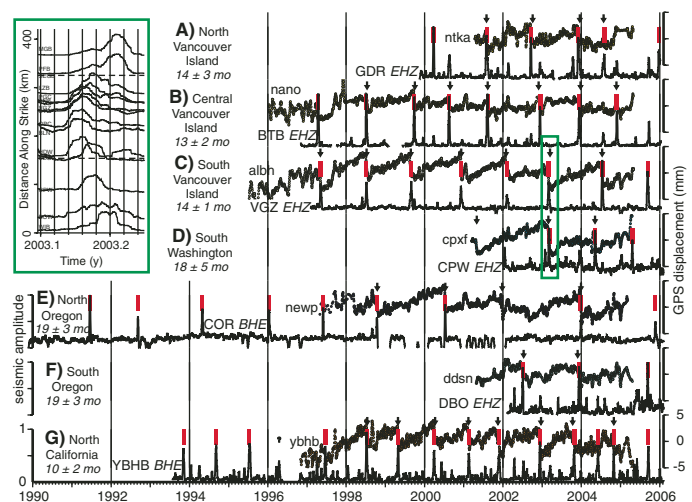 400
Distance Along Strike (km)
0
2003.1 2003.2
Time (y)
MGB
PFB
A) North
Vancouver
Island
14 ± 3 mo
ntka
GDR EHZ
B) Central
Vancouver
Island
13 ± 2 mo
nano
BTB EHZ
C) South
Vancouver
Island
14 ± 1 mo
albh
VGZ EHZ
D) South
Washington
18 ± 5 mo
cpxf
CPW EHZ
E) North
Oregon
19 ± 3 mo
COR BHE
newp
F) South
Oregon
19 ± 3 mo
ddsn
DBO EHZ
G) North
California
10 ± 2 mo
YBHB BHE
ybhb
seismic amplitude
1
0
GPS displacement (mm)
5
0
-5
1990 1992 1994 1996 1998 2000 2002 2004 2006